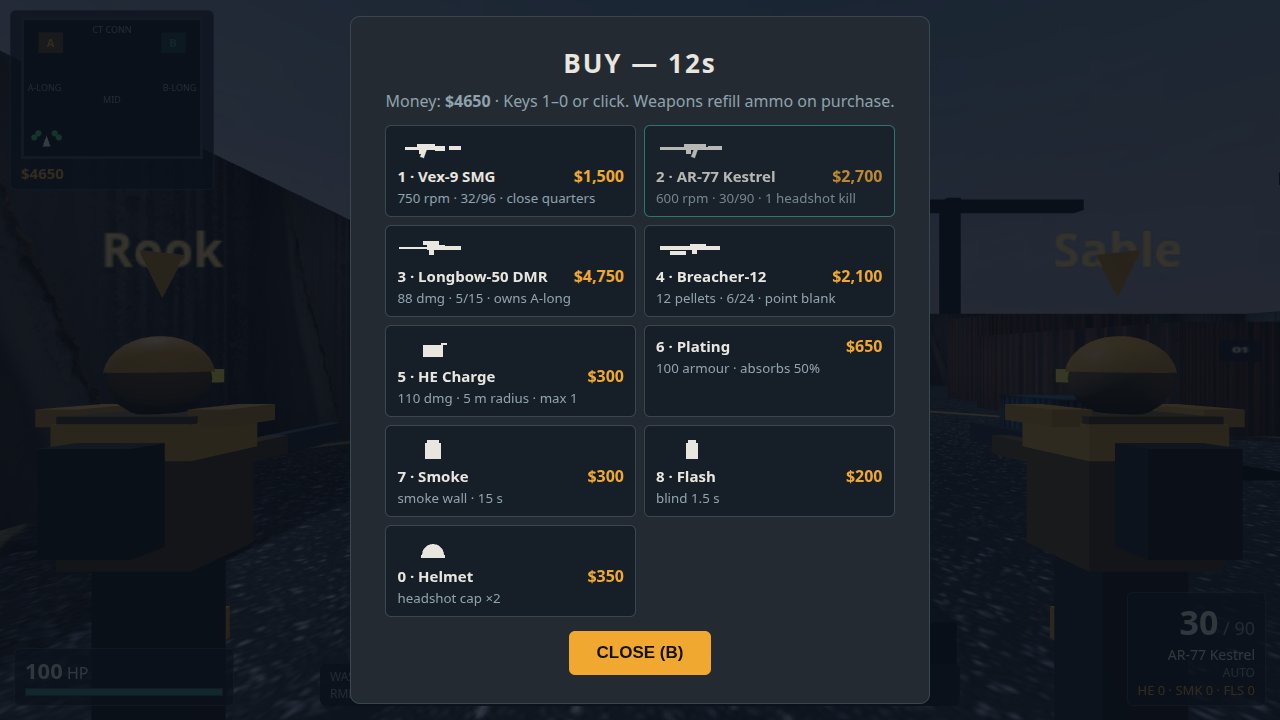 CT CONN
A
B
A-LONG
B-LONG
MID
$4650
Rook
Sable
BUY — 12s
Money: $4650 · Keys 1–0 or click. Weapons refill ammo on purchase.
1 · Vex-9 SMG $1,500
750 rpm · 32/96 · close quarters
2 · AR-77 Kestrel $2,700
600 rpm · 30/90 · 1 headshot kill
3 · Longbow-50 DMR $4,750
88 dmg · 5/15 · owns A-long
4 · Breacher-12 $2,100
12 pellets · 6/24 · point blank
5 · HE Charge $300
110 dmg · 5 m radius · max 1
6 · Plating $650
100 armour · absorbs 50%
7 · Smoke $300
smoke wall · 15 s
8 · Flash $200
blind 1.5 s
0 · Helmet $350
headshot cap ×2
CLOSE (B)
100 HP
30 / 90
AR-77 Kestrel
AUTO
HE 0 · SMK 0 · FLS 0